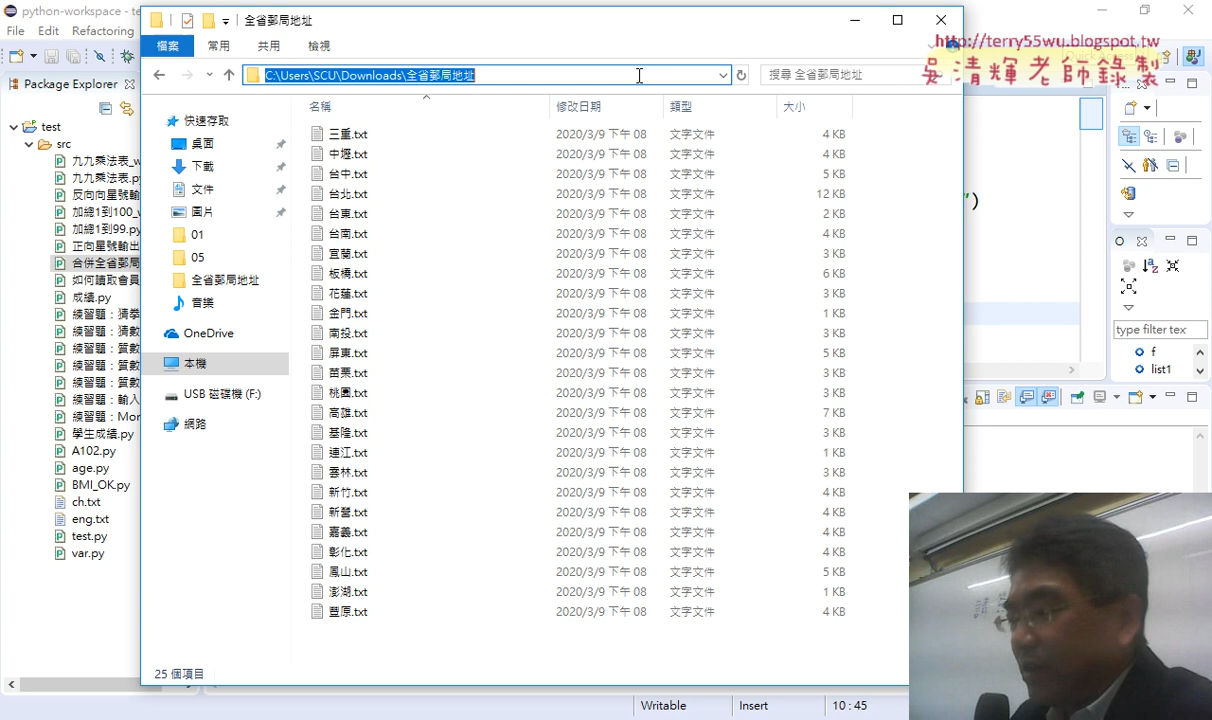 python-workspace - te
全省郵局地址
File Edit Refactoring
檔案 常用 共用 檢視
http://terry55wu.blogspot.tw
吳清輝老師錄製
C:\Users\SCU\Downloads\全省郵局地址
搜尋 全省郵局地址
Package Explorer
名稱 修改日期 類型 大小
test
src
九九乘法表_w
九九乘法表.py
反向向星號輸
加總1到100_w
加總1到99.py
正向星號輸出
合併全省郵局
如何讀取會員
成績.py
練習題：猜拳
練習題：猜數
練習題：質數
練習題：質數
練習題：質數
練習題：輸入
練習題：Mor
學生成績.py
A102.py
age.py
BMI_OK.py
ch.txt
eng.txt
test.py
var.py
快速存取
桌面
下載
文件
圖片
01
05
全省郵局地址
音樂
OneDrive
本機
USB 磁碟機 (F:)
網路
三重.txt 2020/3/9 下午 08 文字文件 4 KB
中壢.txt 2020/3/9 下午 08 文字文件 4 KB
台中.txt 2020/3/9 下午 08 文字文件 5 KB
台北.txt 2020/3/9 下午 08 文字文件 12 KB
台東.txt 2020/3/9 下午 08 文字文件 2 KB
台南.txt 2020/3/9 下午 08 文字文件 4 KB
宜蘭.txt 2020/3/9 下午 08 文字文件 3 KB
板橋.txt 2020/3/9 下午 08 文字文件 6 KB
花蓮.txt 2020/3/9 下午 08 文字文件 3 KB
金門.txt 2020/3/9 下午 08 文字文件 1 KB
南投.txt 2020/3/9 下午 08 文字文件 3 KB
屏東.txt 2020/3/9 下午 08 文字文件 5 KB
苗栗.txt 2020/3/9 下午 08 文字文件 3 KB
桃園.txt 2020/3/9 下午 08 文字文件 3 KB
高雄.txt 2020/3/9 下午 08 文字文件 7 KB
基隆.txt 2020/3/9 下午 08 文字文件 3 KB
連江.txt 2020/3/9 下午 08 文字文件 1 KB
雲林.txt 2020/3/9 下午 08 文字文件 3 KB
新竹.txt 2020/3/9 下午 08 文字文件 4 KB
新營.txt 2020/3/9 下午 08 文字文件 4 KB
嘉義.txt 2020/3/9 下午 08 文字文件 4 KB
彰化.txt 2020/3/9 下午 08 文字文件 4 KB
鳳山.txt 2020/3/9 下午 08 文字文件 5 KB
澎湖.txt 2020/3/9 下午 08 文字文件 1 KB
豐原.txt 2020/3/9 下午 08 文字文件 4 KB
25 個項目
")
type filter tex
f
list1
Writable Insert 10 : 45